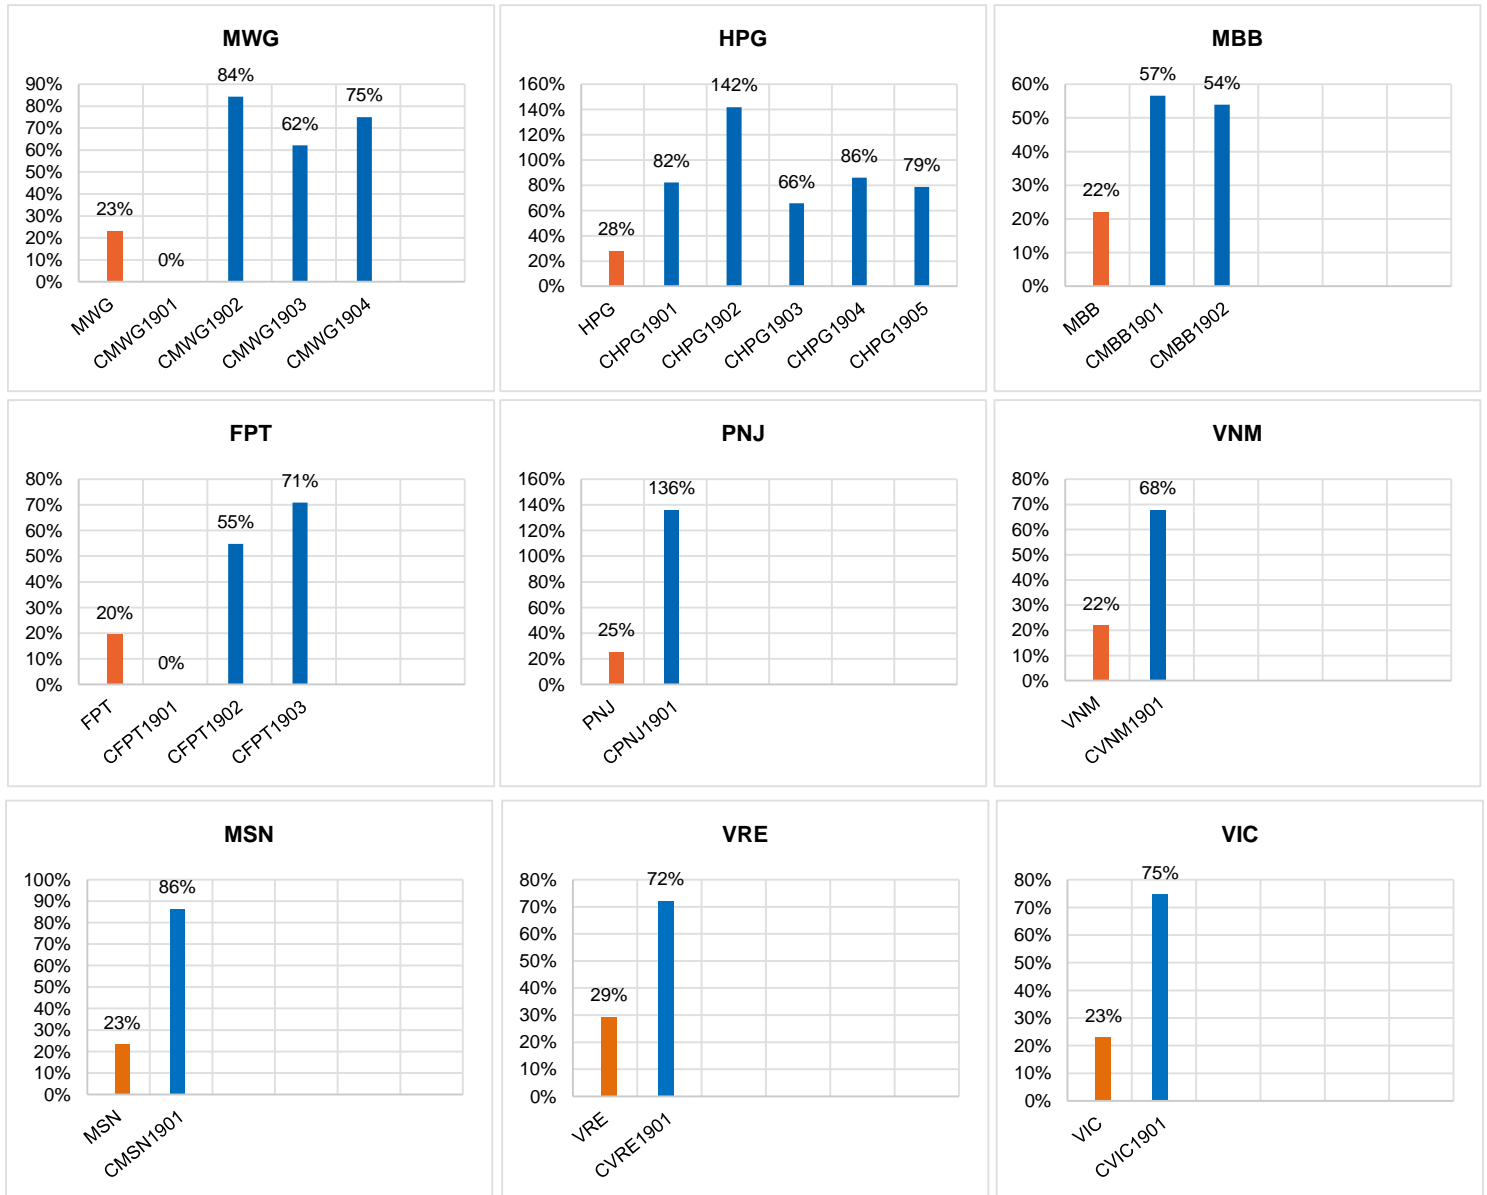 MWG
90%
80%
70%
60%
50%
40%
30%
20%
10%
0%
23%
0%
84%
62%
75%
MWG
CMWG1901
CMWG1902
CMWG1903
CMWG1904
HPG
160%
140%
120%
100%
80%
60%
40%
20%
0%
28%
82%
142%
66%
86%
79%
HPG
CHPG1901
CHPG1902
CHPG1903
CHPG1904
CHPG1905
MBB
60%
50%
40%
30%
20%
10%
0%
22%
57%
54%
MBB
CMBB1901
CMBB1902
FPT
80%
70%
60%
50%
40%
30%
20%
10%
0%
20%
0%
55%
71%
FPT
CFPT1901
CFPT1902
CFPT1903
PNJ
160%
140%
120%
100%
80%
60%
40%
20%
0%
25%
136%
PNJ
CPNJ1901
VNM
80%
70%
60%
50%
40%
30%
20%
10%
0%
22%
68%
VNM
CVNM1901
MSN
100%
90%
80%
70%
60%
50%
40%
30%
20%
10%
0%
23%
86%
MSN
CMSN1901
VRE
80%
70%
60%
50%
40%
30%
20%
10%
0%
29%
72%
VRE
CVRE1901
VIC
80%
70%
60%
50%
40%
30%
20%
10%
0%
23%
75%
VIC
CVIC1901